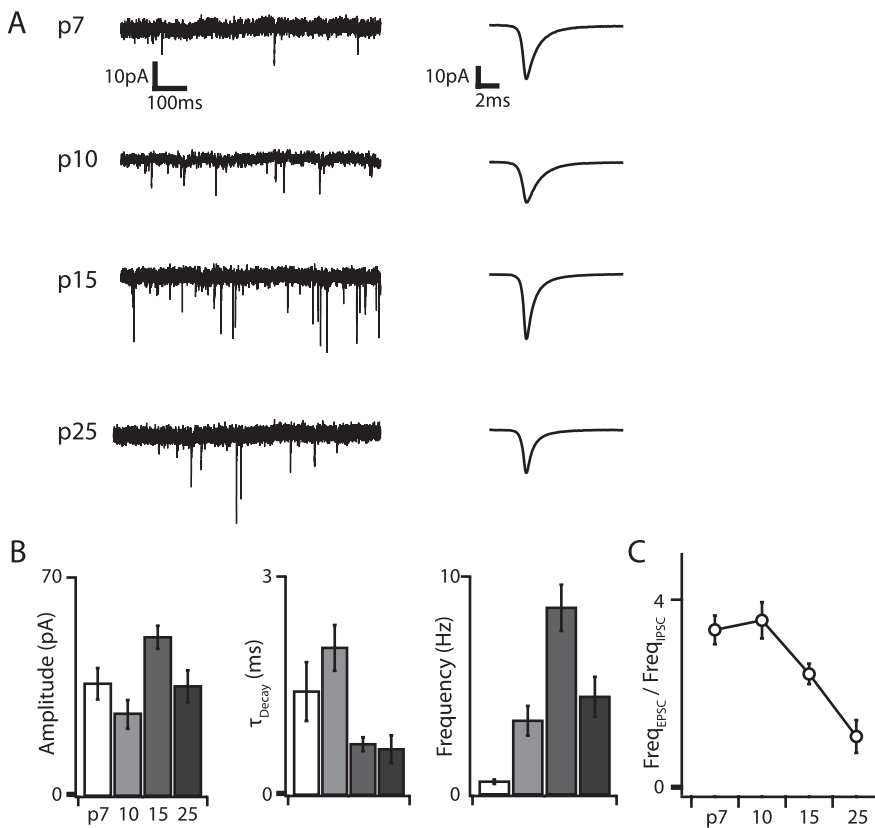 A
p7
10pA
100ms
10pA
2ms
p10
p15
p25
B
70
Amplitude (pA)
0
p7 10 15 25
3
τDecay (ms)
0
10
Frequency (Hz)
0
C
4
FreqEPSC / FreqIPSC
0
p7 10 15 25